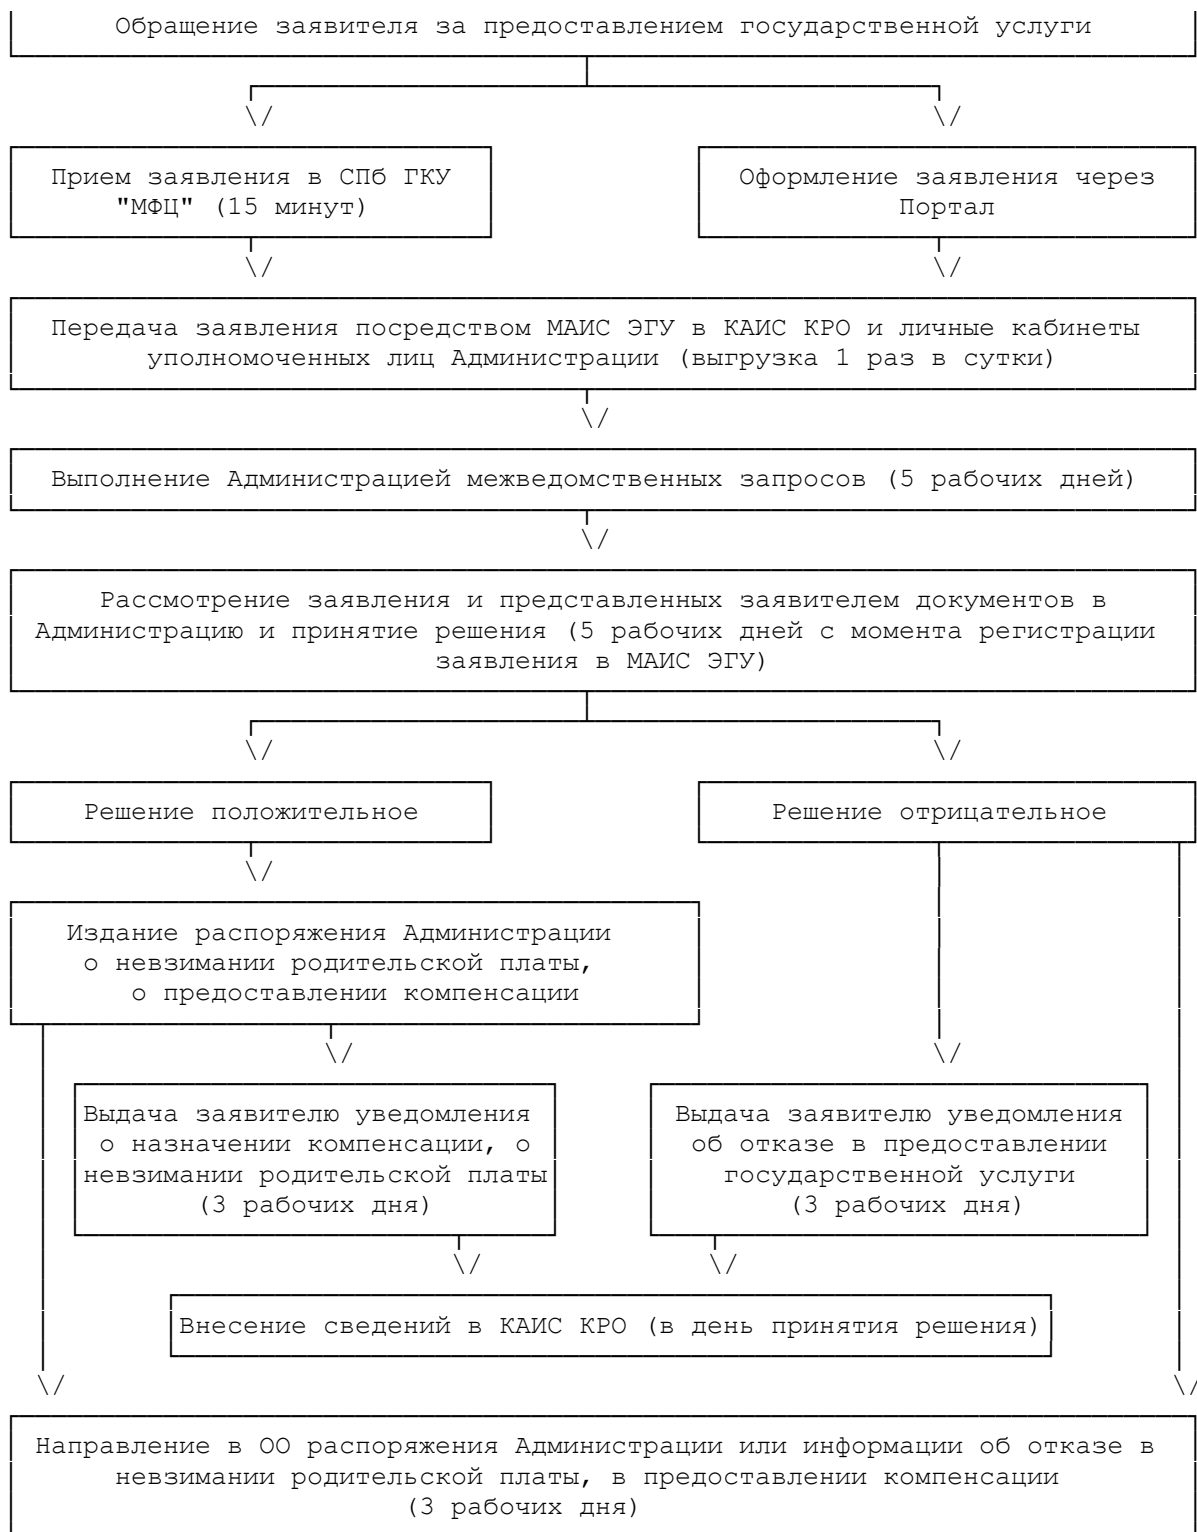 Обращение заявителя за предоставлением государственной услуги
\/
\/
Прием заявления в СПб ГКУ
"МФЦ" (15 минут)
Оформление заявления через
Портал
\/
\/
Передача заявления посредством МАИС ЭГУ в КАИС КРО и личные кабинеты
уполномоченных лиц Администрации (выгрузка 1 раз в сутки)
\/
Выполнение Администрацией межведомственных запросов (5 рабочих дней)
\/
Рассмотрение заявления и представленных заявителем документов в
Администрацию и принятие решения (5 рабочих дней с момента регистрации
заявления в МАИС ЭГУ)
\/
\/
Решение положительное
Решение отрицательное
\/
Издание распоряжения Администрации
о невзимании родительской платы,
о предоставлении компенсации
\/
\/
Выдача заявителю уведомления
о назначении компенсации, о
невзимании родительской платы
(3 рабочих дня)
Выдача заявителю уведомления
об отказе в предоставлении
государственной услуги
(3 рабочих дня)
\/
\/
Внесение сведений в КАИС КРО (в день принятия решения)
\/
\/
Направление в ОО распоряжения Администрации или информации об отказе в
невзимании родительской платы, в предоставлении компенсации
(3 рабочих дня)